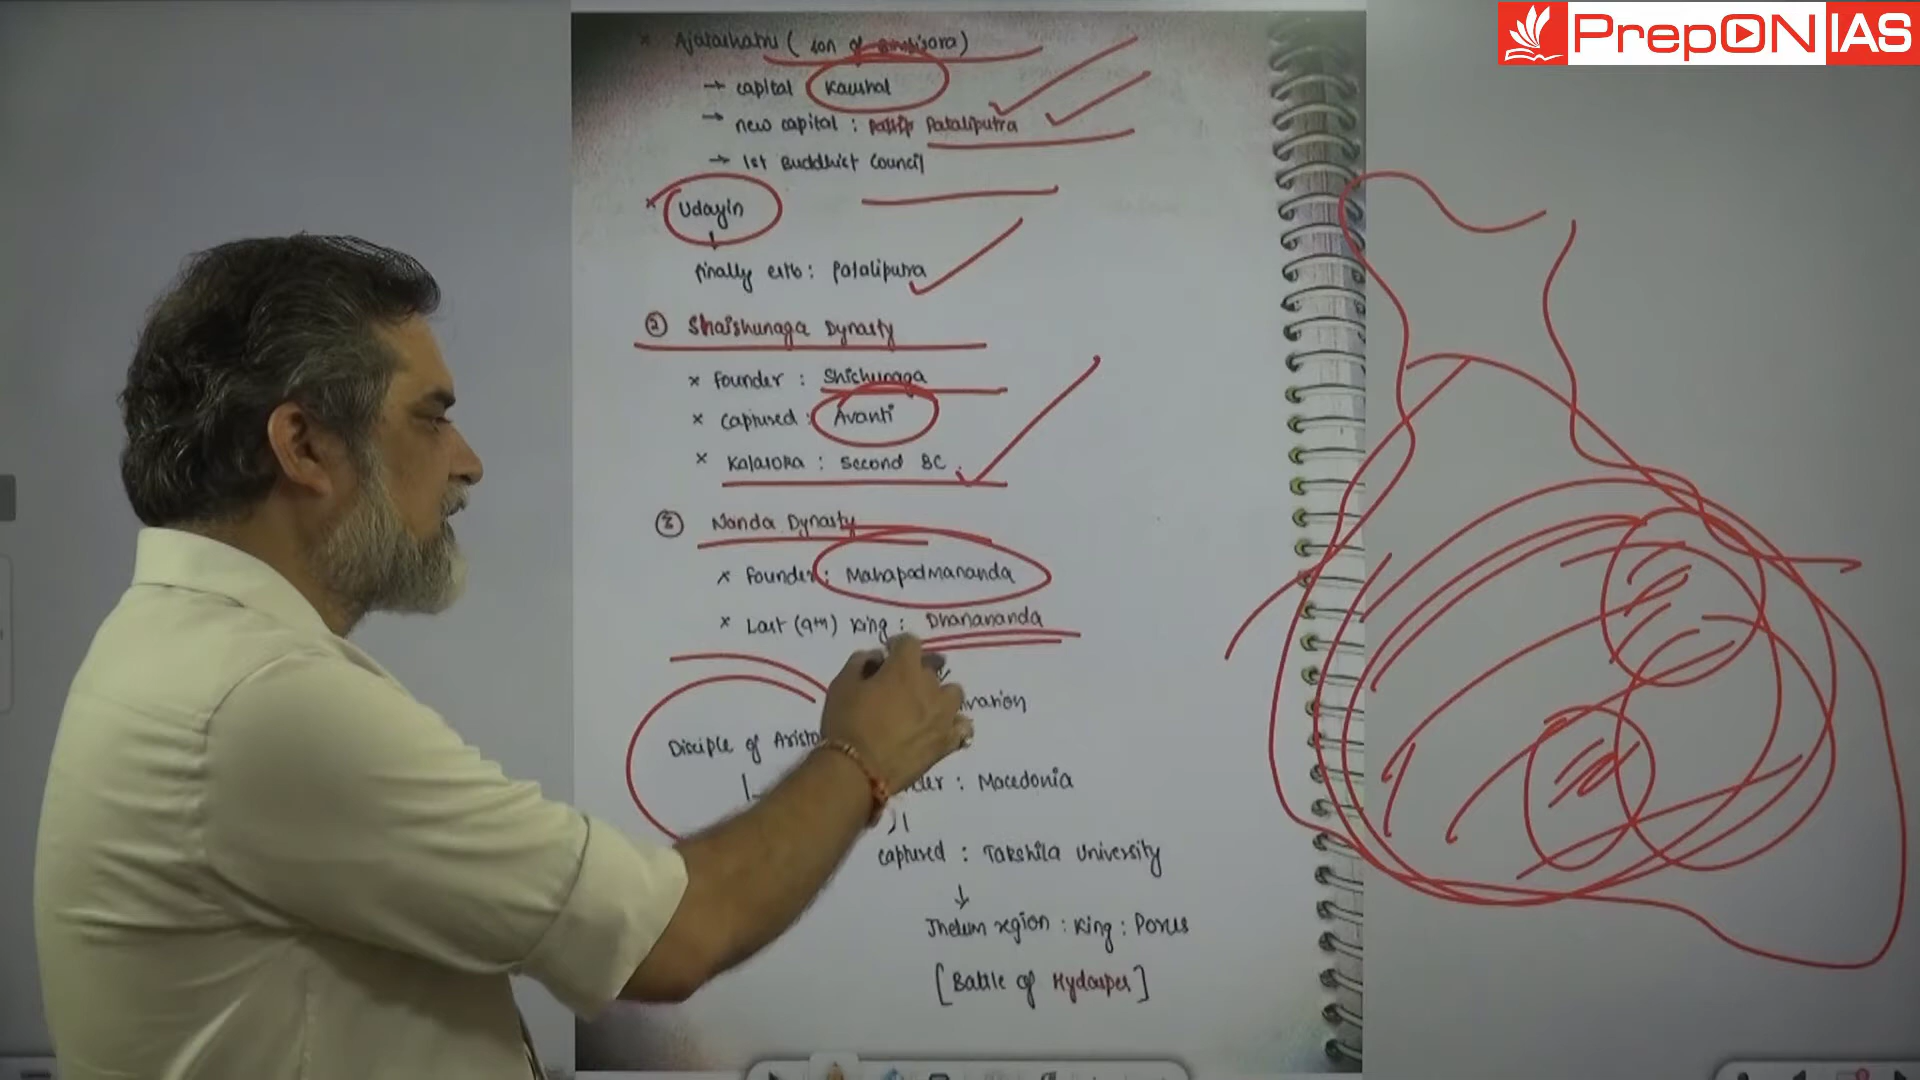 PrepON IAS
× Ajatashatru ( son of Bimbisara)
→ capital Kaushal
→ new capital : Patliputra
→ 1st Buddhist Council
× Udayin
finally estb : Pataliputra
② Shaishunaga Dynasty
× Founder : Shishunaga
× Captured : Avanti
× Kalasoka : Second BC.
③ Nanda Dynasty
× Founder : Mahapadmananda
× Last (9th) King : Dhanananda
Disciple of
: Macedonia
captured : Takshila University
↓
Jhelum region : King : Porus
[Battle of Hydaspes]